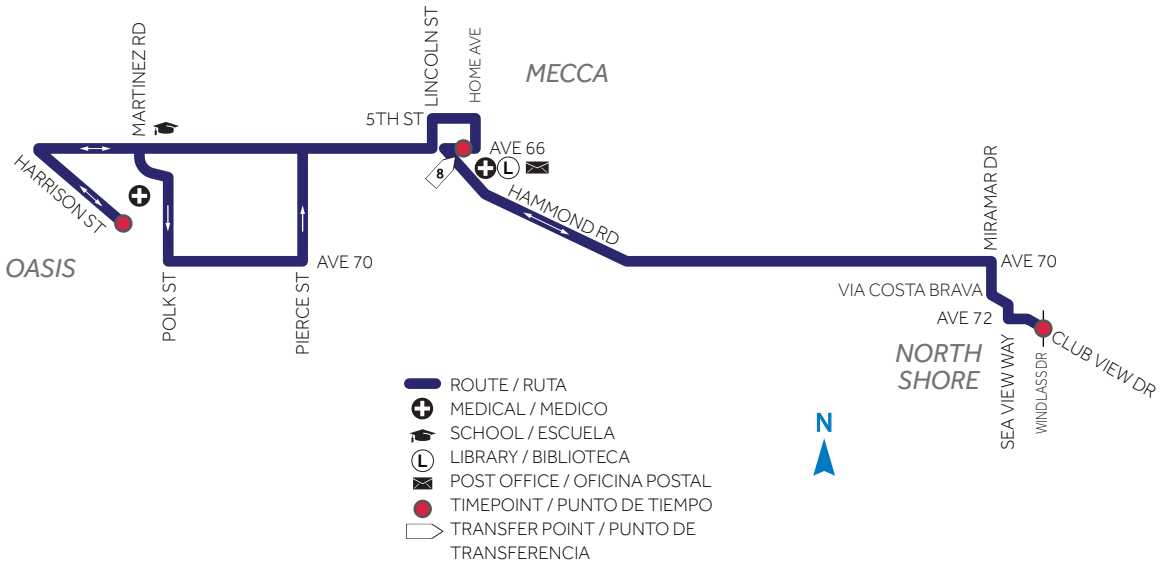 MARTINEZ RD
LINCOLN ST
HOME AVE
MECCA
5TH ST
AVE 66
8
L
HARRISON ST
HAMMOND RD
MIRAMAR DR
OASIS
POLK ST
PIERCE ST
AVE 70
AVE 70
VIA COSTA BRAVA
AVE 72
NORTH
SHORE
SEA VIEW WAY
WINDLASS DR
CLUB VIEW DR
ROUTE / RUTA
MEDICAL / MEDICO
SCHOOL / ESCUELA
L LIBRARY / BIBLIOTECA
POST OFFICE / OFICINA POSTAL
TIMEPOINT / PUNTO DE TIEMPO
TRANSFER POINT / PUNTO DE
TRANSFERENCIA
N